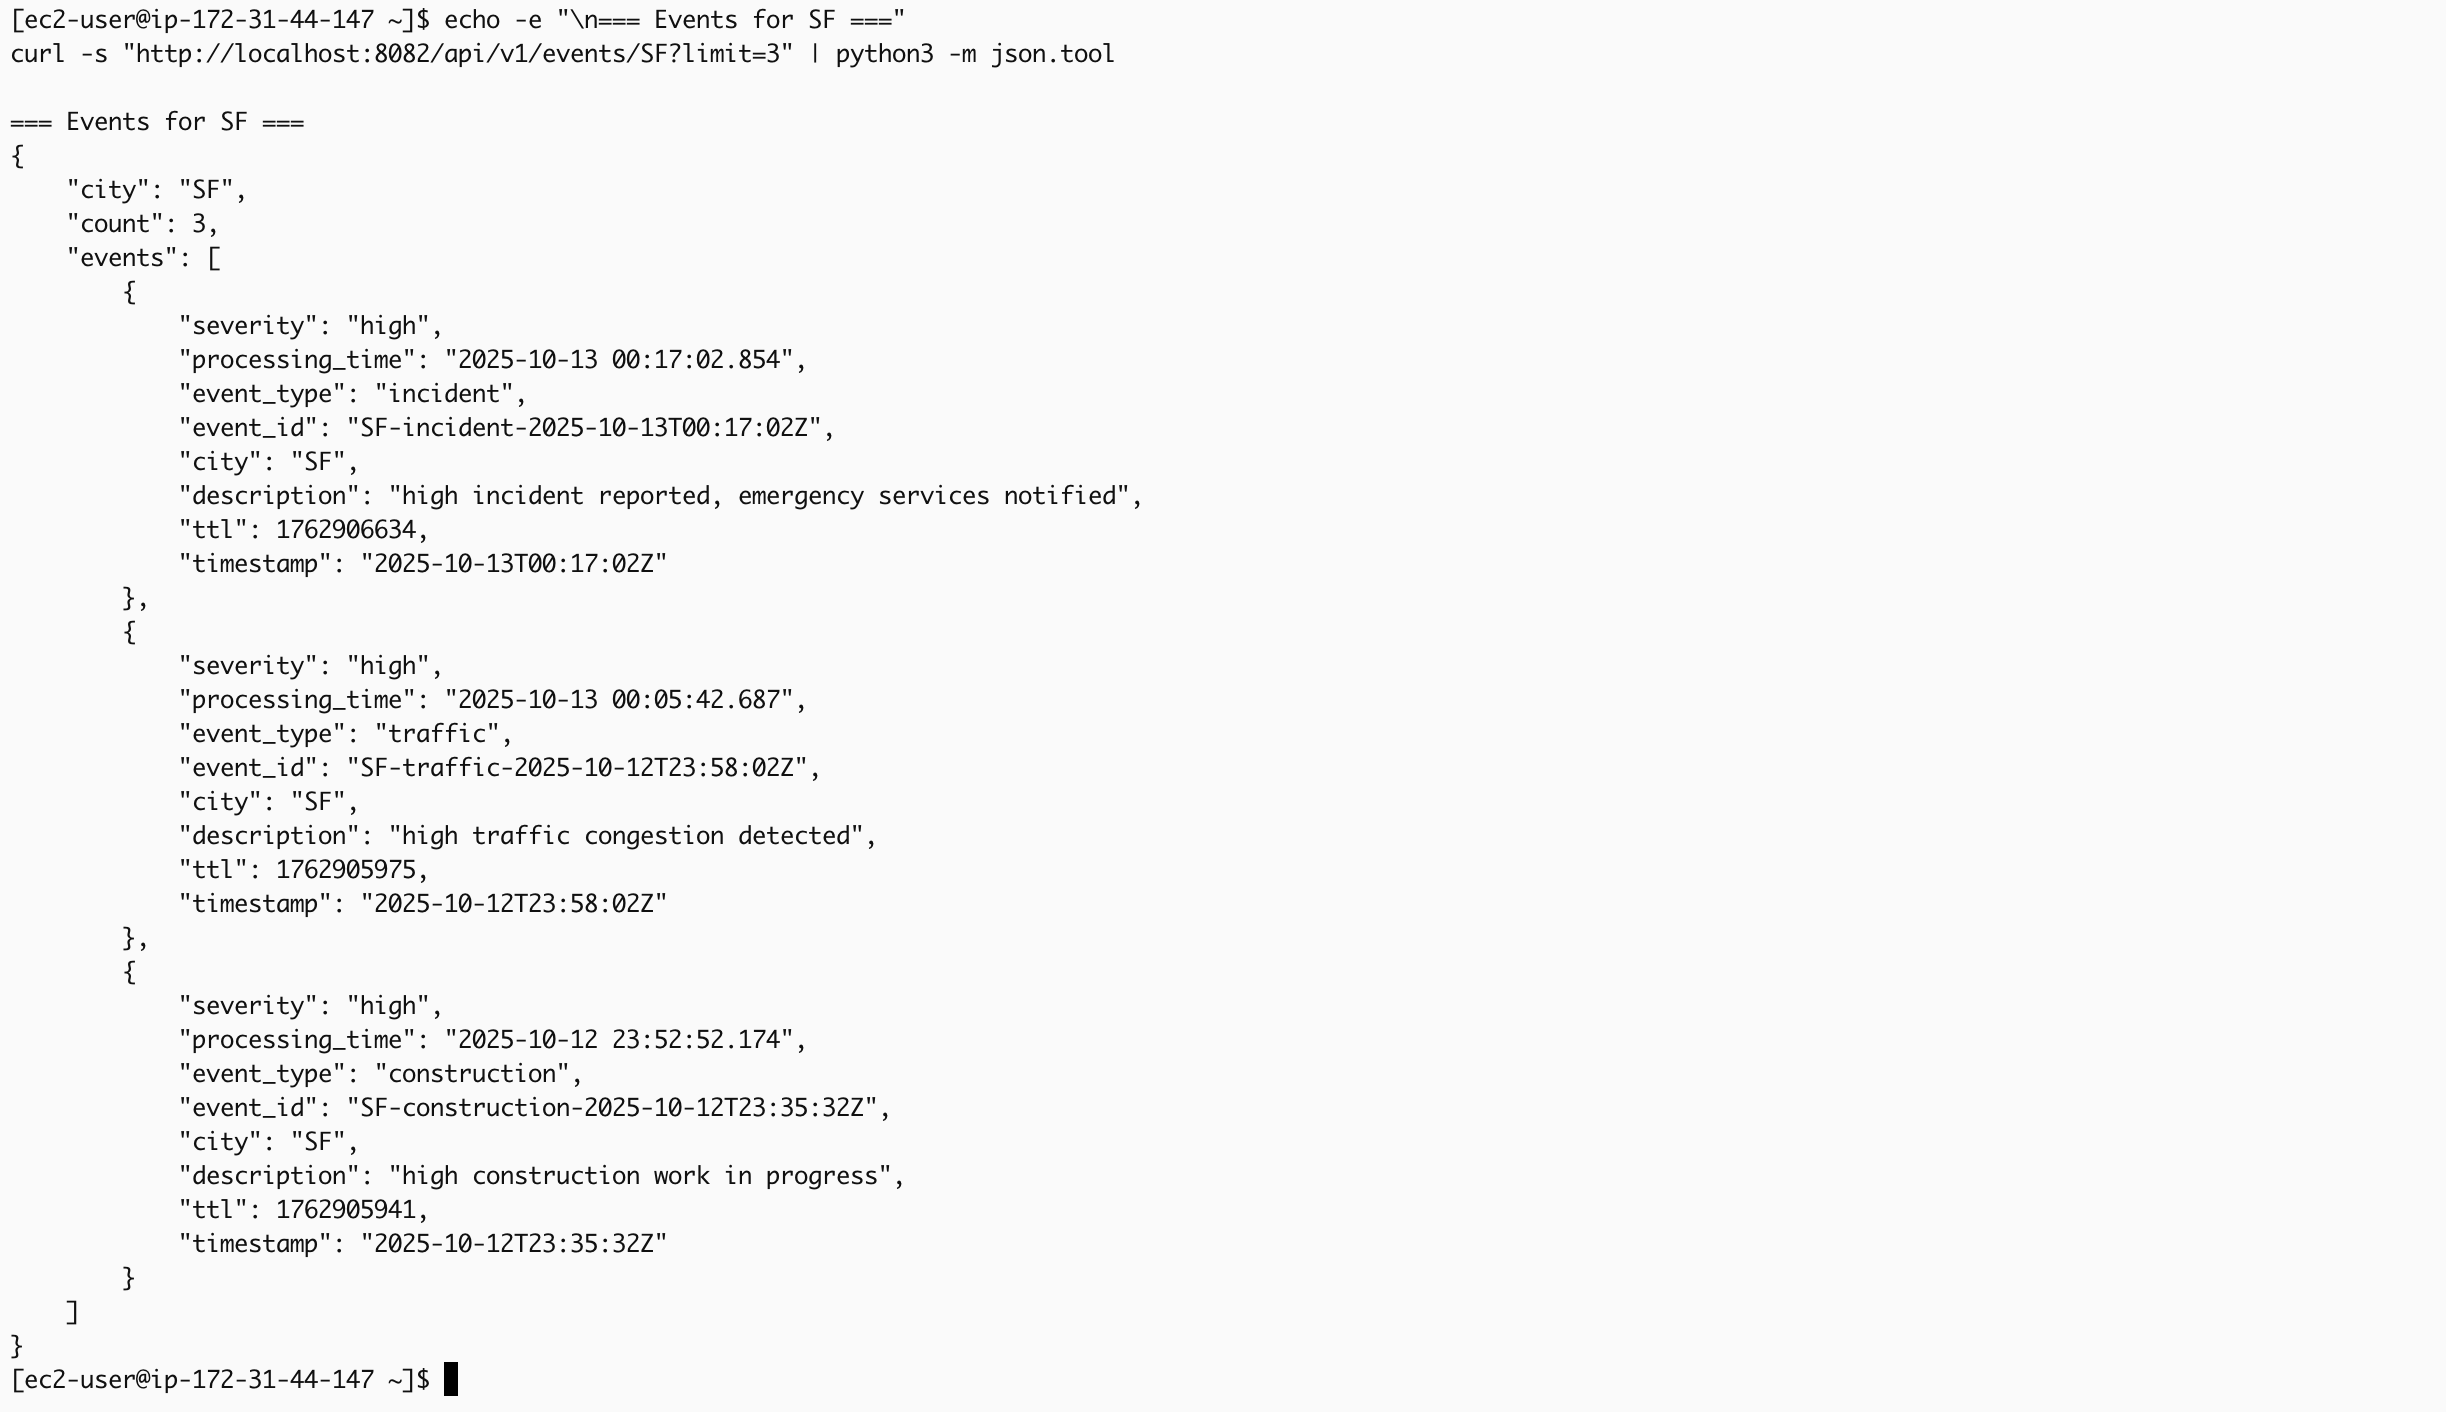 [ec2-user@ip-172-31-44-147 ~]$ echo -e "\n=== Events for SF ==="
curl -s "http://localhost:8082/api/v1/events/SF?limit=3" | python3 -m json.tool

=== Events for SF ===
{
    "city": "SF",
    "count": 3,
    "events": [
        {
            "severity": "high",
            "processing_time": "2025-10-13 00:17:02.854",
            "event_type": "incident",
            "event_id": "SF-incident-2025-10-13T00:17:02Z",
            "city": "SF",
            "description": "high incident reported, emergency services notified",
            "ttl": 1762906634,
            "timestamp": "2025-10-13T00:17:02Z"
        },
        {
            "severity": "high",
            "processing_time": "2025-10-13 00:05:42.687",
            "event_type": "traffic",
            "event_id": "SF-traffic-2025-10-12T23:58:02Z",
            "city": "SF",
            "description": "high traffic congestion detected",
            "ttl": 1762905975,
            "timestamp": "2025-10-12T23:58:02Z"
        },
        {
            "severity": "high",
            "processing_time": "2025-10-12 23:52:52.174",
            "event_type": "construction",
            "event_id": "SF-construction-2025-10-12T23:35:32Z",
            "city": "SF",
            "description": "high construction work in progress",
            "ttl": 1762905941,
            "timestamp": "2025-10-12T23:35:32Z"
        }
    ]
}
[ec2-user@ip-172-31-44-147 ~]$